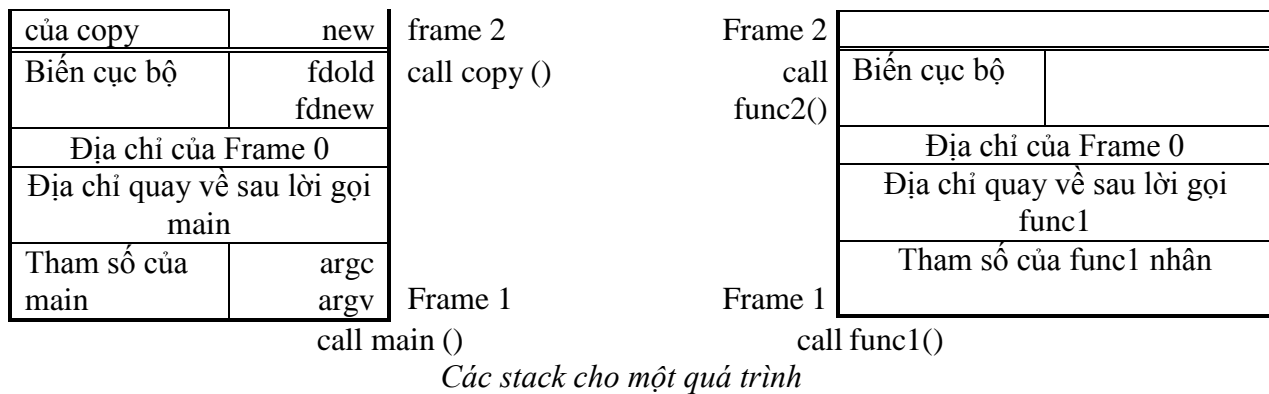 của copy new frame 2 Frame 2
Biến cục bộ fdold call copy () call Biến cục bộ
fdnew func2()
Địa chỉ của Frame 0 Địa chỉ của Frame 0
Địa chỉ quay về sau lời gọi Địa chỉ quay về sau lời gọi
main func1
Tham số của argc Tham số của func1 nhân
main argv Frame 1 Frame 1
call main () call func1()
Các stack cho một quá trình